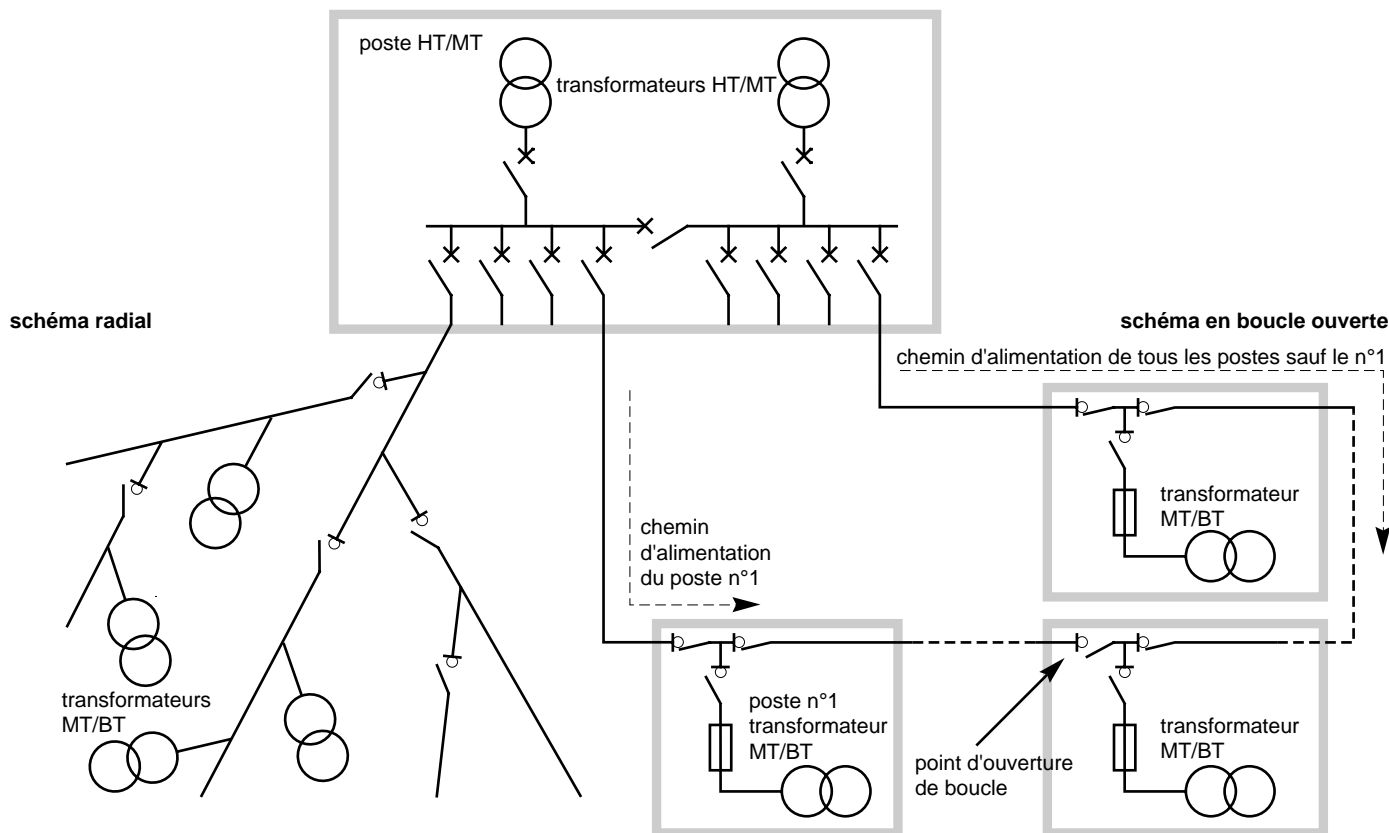 poste HT/MT
transformateurs HT/MT
schéma radial
schéma en boucle ouverte
chemin d'alimentation de tous les postes sauf le n°1
transformateur
MT/BT
chemin
d'alimentation
du poste n°1
transformateurs
MT/BT
poste n°1
transformateur
MT/BT
point d'ouverture
de boucle
transformateur
MT/BT